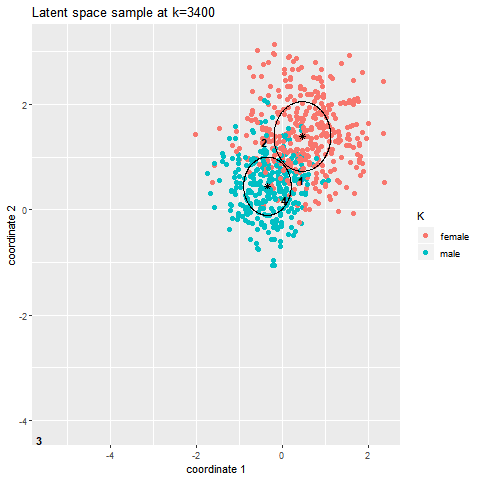 Latent space sample at k=3400
coordinate 2
2
0
-2
-4
2
1
4
3
-4
-2
0
2
coordinate 1
K
female
male